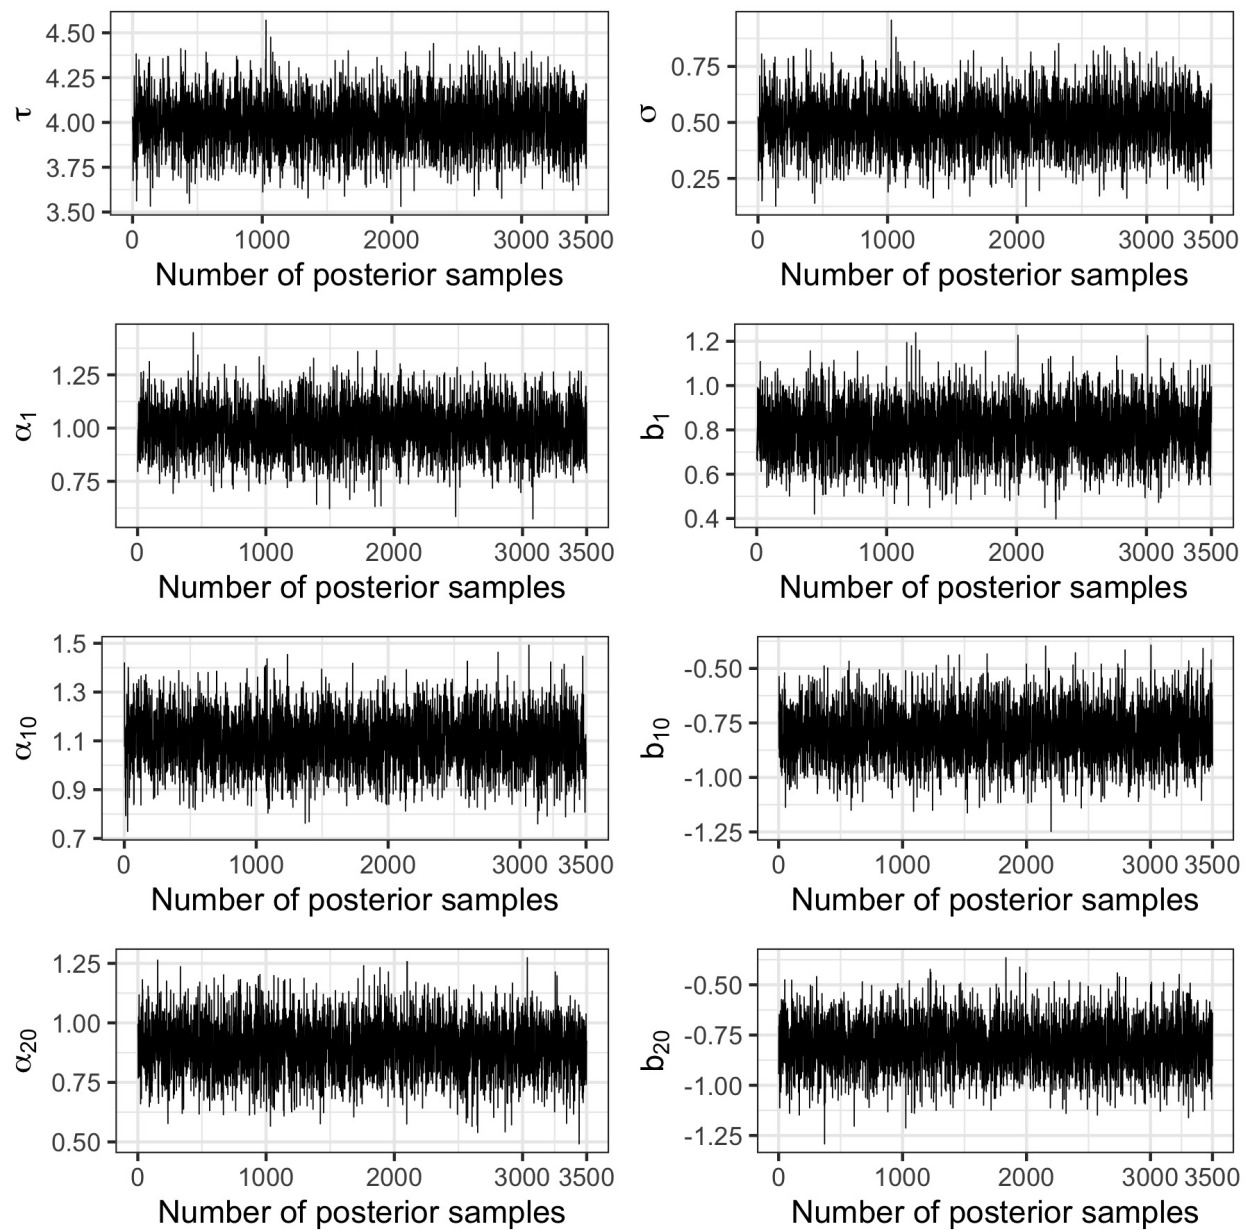 τ
4.50
4.25
4.00
3.75
3.50
0 1000 2000 3000 3500
Number of posterior samples
σ
0.75
0.50
0.25
0 1000 2000 3000 3500
Number of posterior samples
α1
1.25
1.00
0.75
0 1000 2000 3000 3500
Number of posterior samples
b1
1.2
1.0
0.8
0.6
0.4
0 1000 2000 3000 3500
Number of posterior samples
α10
1.5
1.3
1.1
0.9
0.7
0 1000 2000 3000 3500
Number of posterior samples
b10
-0.50
-0.75
-1.00
-1.25
0 1000 2000 3000 3500
Number of posterior samples
α20
1.25
1.00
0.75
0.50
0 1000 2000 3000 3500
Number of posterior samples
b20
-0.50
-0.75
-1.00
-1.25
0 1000 2000 3000 3500
Number of posterior samples